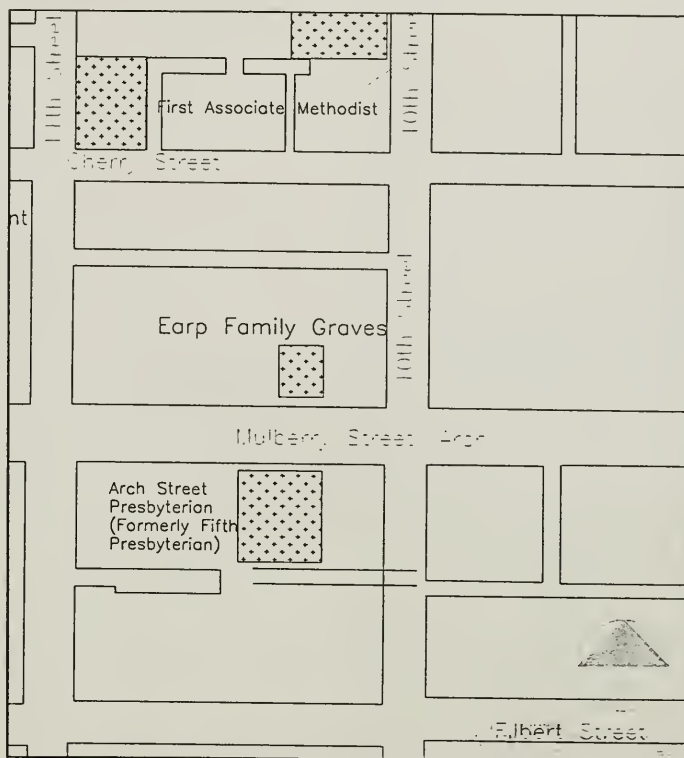 11th Street
10th Street
First Associate Methodist
Cherry Street
nt
10th Street
Earp Family Graves
Mulberry Street Arch
Arch Street
Presbyterian
(Formerly Fifth
Presbyterian)
Filbert Street